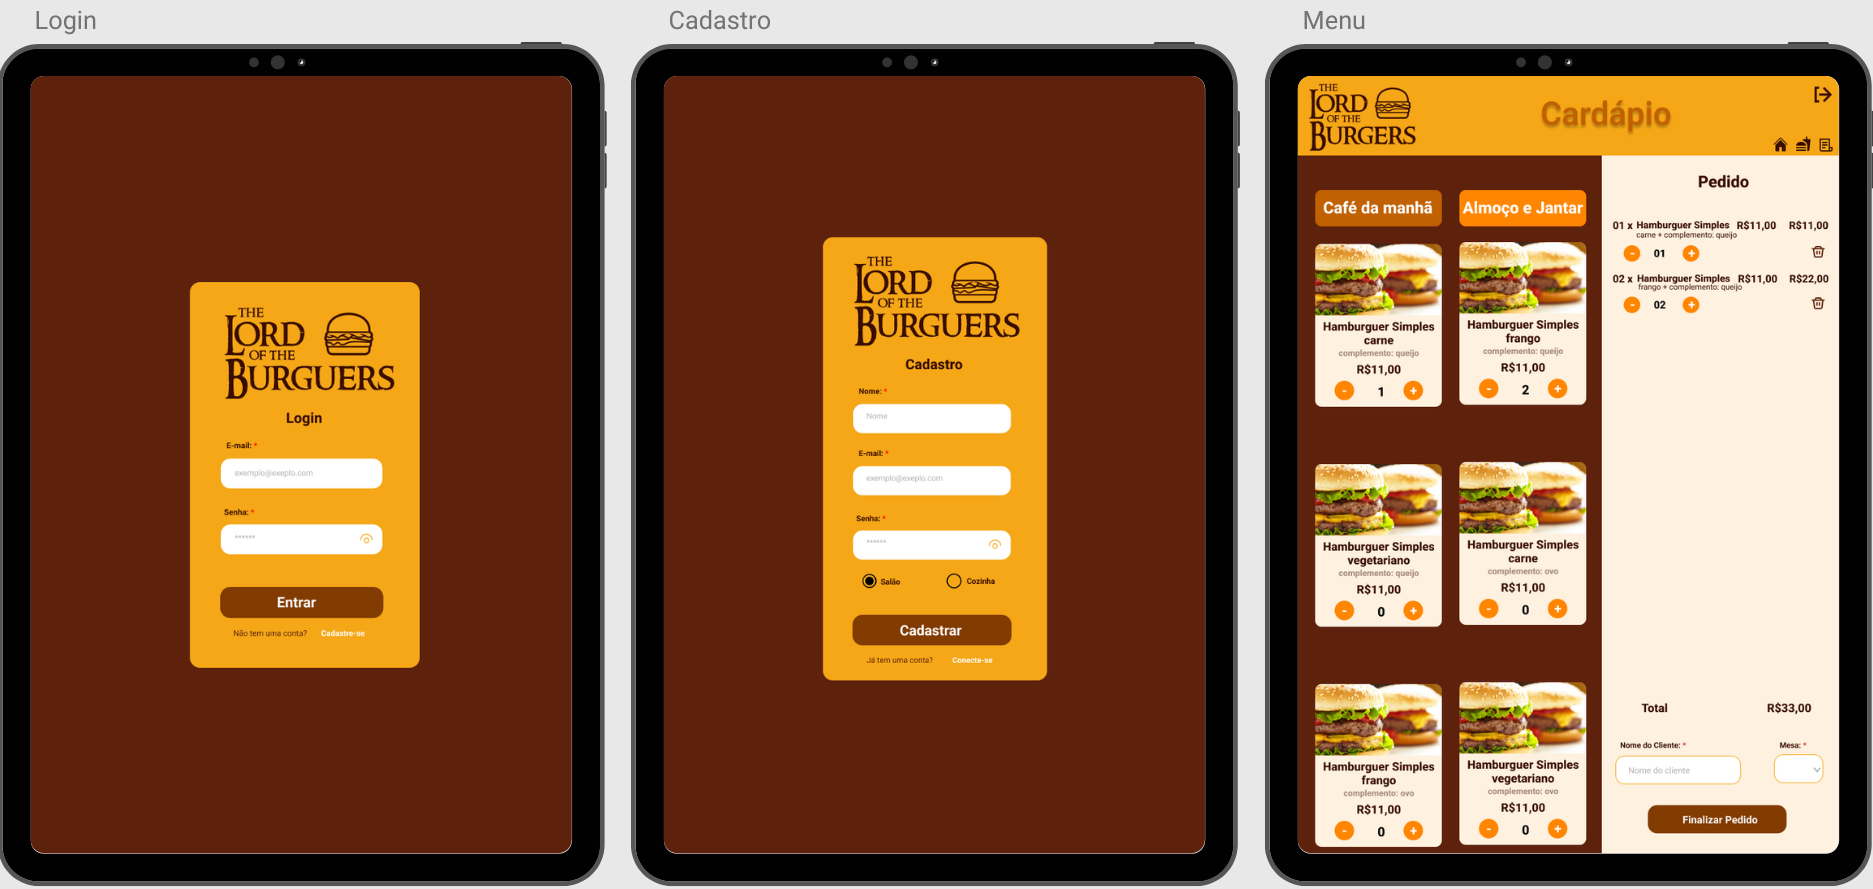 Login
THE
LORD
OF THE
BURGUERS
Login
E-mail: *
exemplo@exeplo.com
Senha: *
******
Entrar
Não tem uma conta? Cadastre-se
Cadastro
THE
LORD
OF THE
BURGUERS
Cadastro
Nome: *
Nome
E-mail: *
exemplo@exeplo.com
Senha: *
******
Salão Cozinha
Cadastrar
Já tem uma conta? Conecte-se
Menu
THE
LORD
OF THE
BURGERS
Cardápio
Café da manhã Almoço e Jantar
Hamburguer Simples
carne
complemento: queijo
R$11,00
- 1 +
Hamburguer Simples
frango
complemento: queijo
R$11,00
- 2 +
Hamburguer Simples
vegetariano
complemento: queijo
R$11,00
- 0 +
Hamburguer Simples
carne
complemento: ovo
R$11,00
- 0 +
Hamburguer Simples
frango
complemento: ovo
R$11,00
- 0 +
Hamburguer Simples
vegetariano
complemento: ovo
R$11,00
- 0 +
Pedido
01 x Hamburguer Simples R$11,00 R$11,00
carne + complemento: queijo
- 01 +
02 x Hamburguer Simples R$11,00 R$22,00
frango + complemento: queijo
- 02 +
Total R$33,00
Nome do Cliente: * Mesa: *
Nome do cliente
Finalizar Pedido